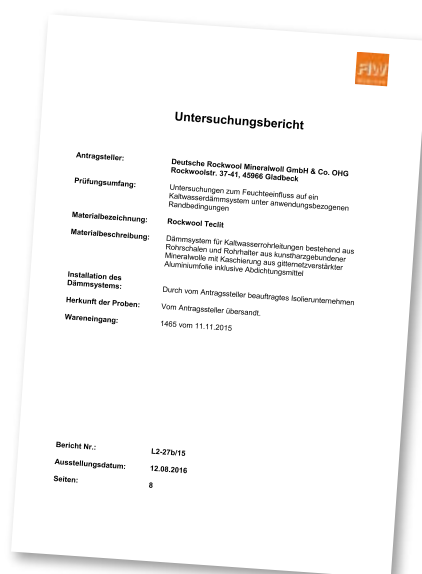 FIW
Untersuchungsbericht
Antragsteller: Deutsche Rockwool Mineralwoll GmbH & Co. OHG
Rockwoolstr. 37-41, 45966 Gladbeck
Prüfungsumfang: Untersuchungen zum Feuchteeinfluss auf ein
Kaltwasserdämmsystem unter anwendungsbezogenen
Randbedingungen
Materialbezeichnung: Rockwool Teclit
Materialbeschreibung: Dämmsystem für Kaltwasserrohrleitungen bestehend aus
Rohrschalen und Rohrhalter aus kunstharzgebundener
Mineralwolle mit Kaschierung aus gitternetzverstärkter
Aluminiumfolie inklusive Abdichtungsmittel
Installation des
Dämmsystems: Durch vom Antragssteller beauftragtes Isolierunternehmen
Herkunft der Proben: Vom Antragssteller übersandt.
Wareneingang: 1465 vom 11.11.2015
Bericht Nr.: L2-27b/15
Ausstellungsdatum: 12.08.2016
Seiten: 8